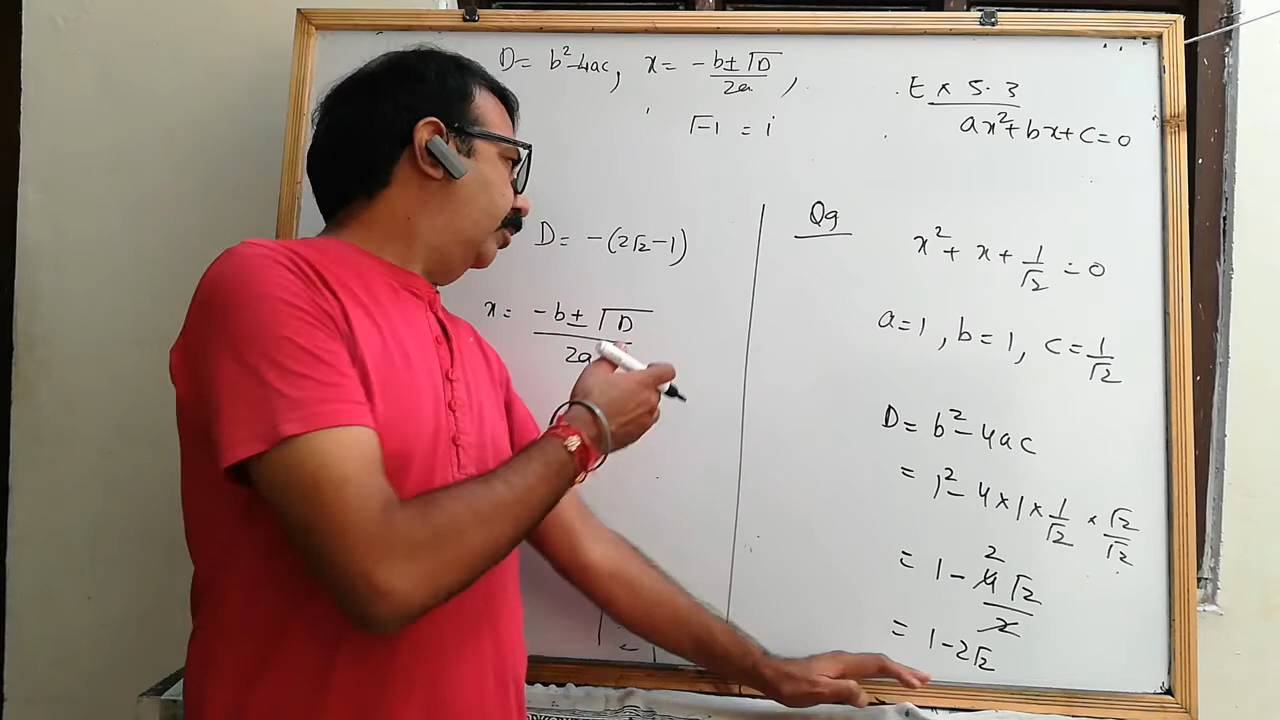 D = b² - 4ac, x = -b ± √D / 2a ,
√-1 = i
Ex 5.3
ax² + bx + c = 0
D = -(2√2 - 1)
x = -b ± √D / 2a
Q9
x² + x + 1/√2 = 0
a = 1, b = 1, c = 1/√2
D = b² - 4ac
= 1² - 4 × 1 × 1/√2 × √2/√2
= 1 - 4√2/2 2
= 1 - 2√2